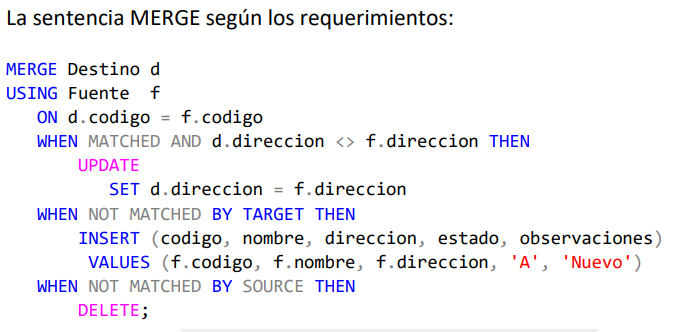 La sentencia MERGE según los requerimientos:
MERGE Destino d
USING Fuente  f
   ON d.codigo = f.codigo
   WHEN MATCHED AND d.direccion <> f.direccion THEN
       UPDATE
          SET d.direccion = f.direccion
   WHEN NOT MATCHED BY TARGET THEN
       INSERT (codigo, nombre, direccion, estado, observaciones)
        VALUES (f.codigo, f.nombre, f.direccion, 'A', 'Nuevo')
   WHEN NOT MATCHED BY SOURCE THEN
       DELETE;